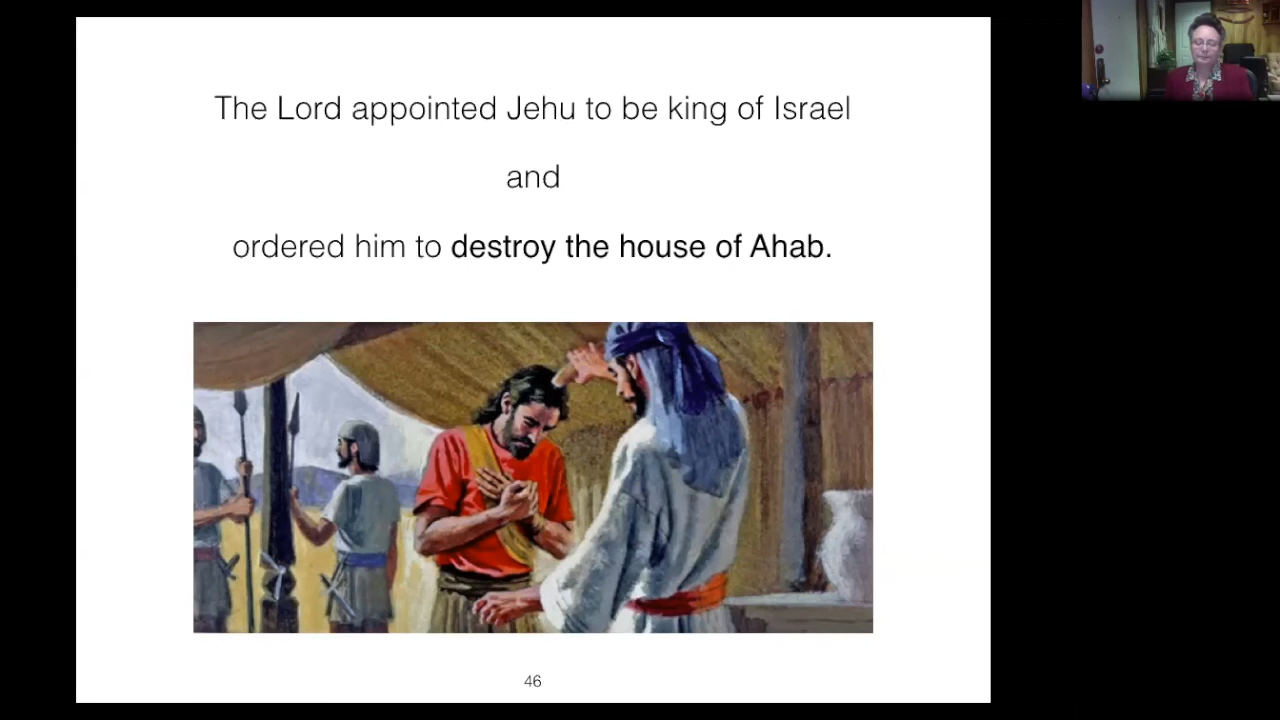 The Lord appointed Jehu to be king of Israel
and
ordered him to destroy the house of Ahab.
46